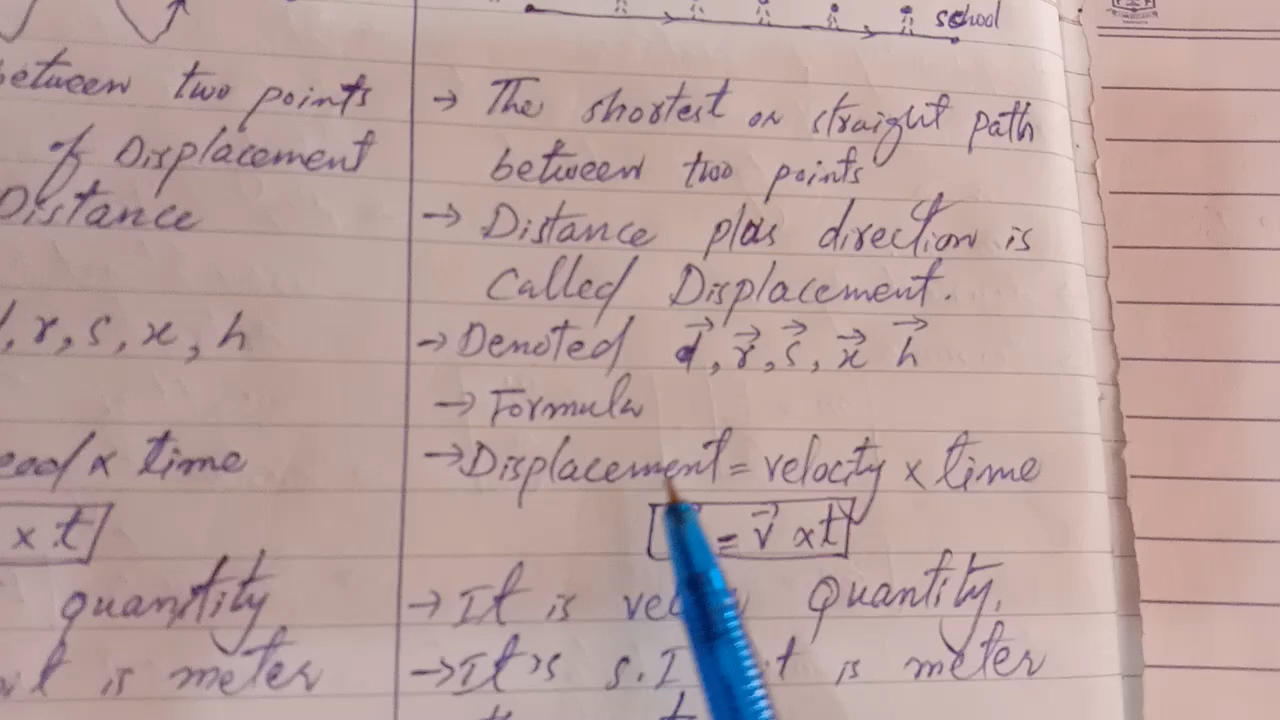 school
between two points
of Displacement
Distance
r, s, x, h
x time
x t
quantity
is meter
→ The shortest or straight path
between two points
→ Distance plus direction is
Called Displacement.
→ Denoted d⃗, r⃗, s⃗, x⃗ h⃗
→ Formula
→ Displacement = velocity x time
= v⃗ x t
→ It is Quantity.
→ It's S.I is meter